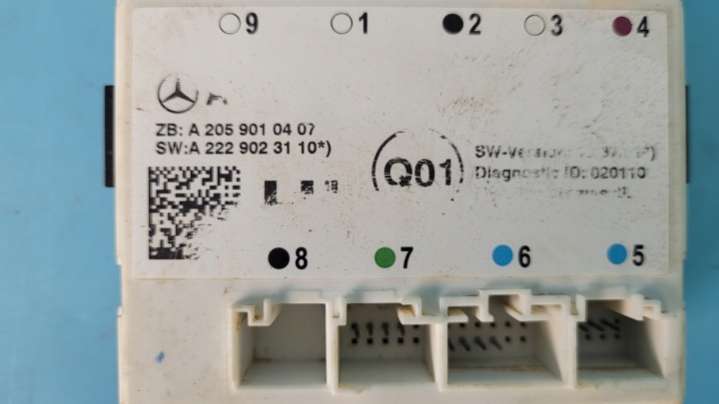 9 1 2 3 4
ZB: A 205 901 04 07
SW:A 222 902 31 10*)
Q01
Diagnostic ID: 020110
8 7 6 5